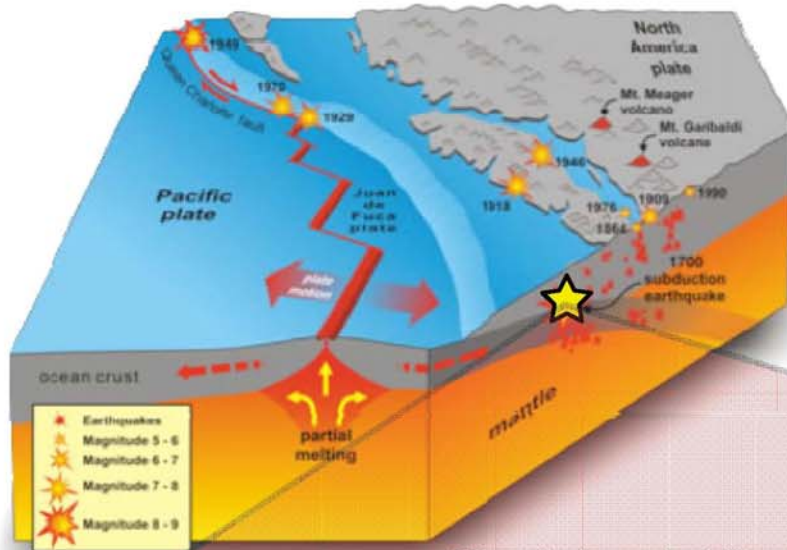 North
America
plate
Mt. Meager
volcano
Mt. Garibaldi
volcano
1949
Queen Charlotte fault
1970
1929
1946
1918
1990
1976
1909
1864
Pacific
plate
Juan
de
Fuca
plate
plate
motion
1700
subduction
earthquake
ocean crust
partial
melting
mantle
Earthquakes
Magnitude 5 - 6
Magnitude 6 - 7
Magnitude 7 - 8
Magnitude 8 - 9